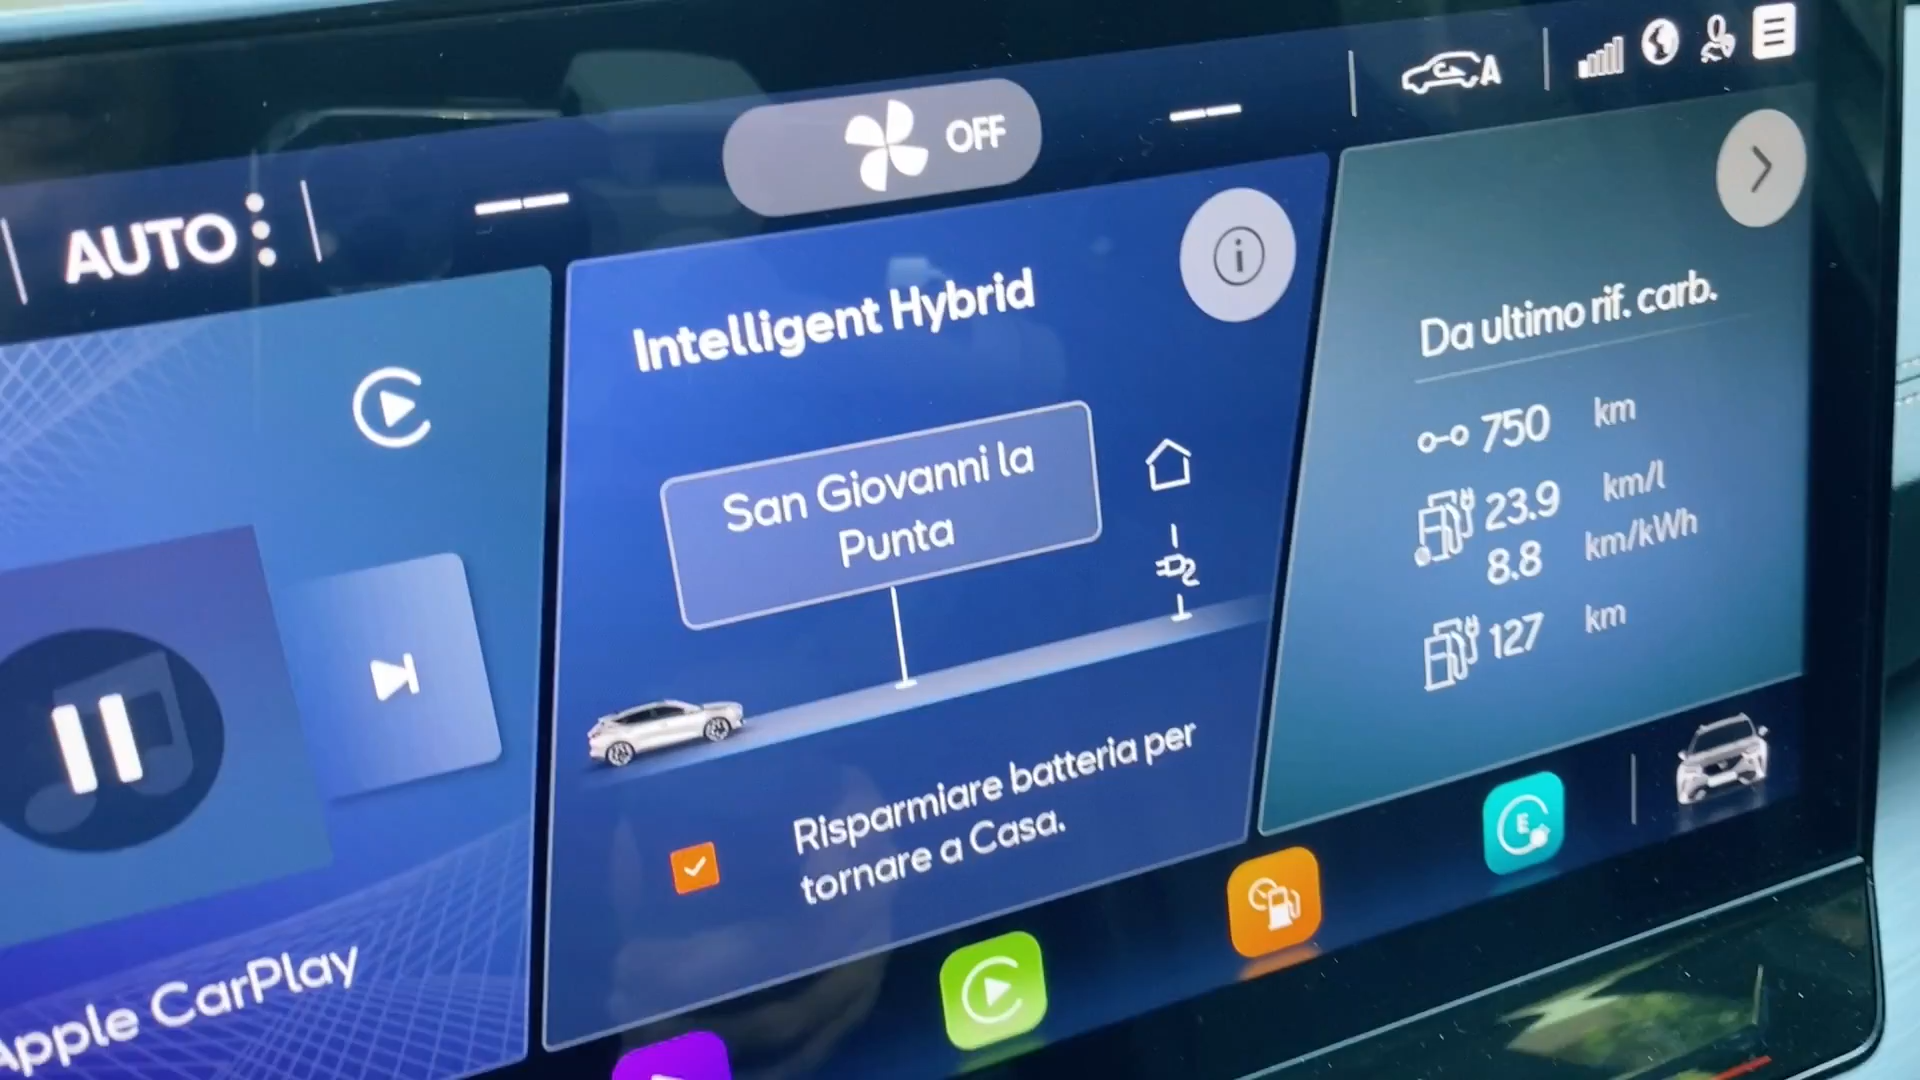 AUTO
OFF
A
Intelligent Hybrid
San Giovanni la
Punta
Risparmiare batteria per
tornare a Casa.
Da ultimo rif. carb.
750 km
23.9 km/l
8.8 km/kWh
127 km
Apple CarPlay
E